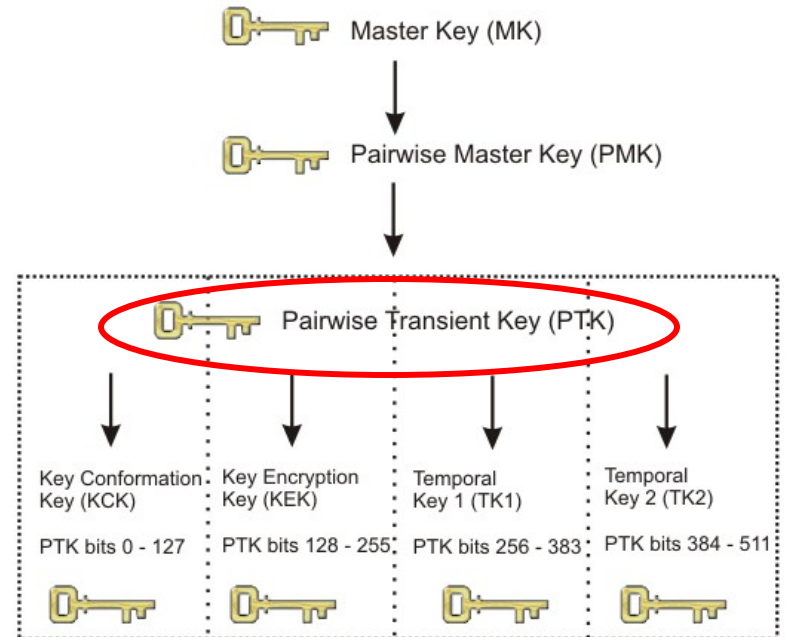 Master Key (MK)
Pairwise Master Key (PMK)
Pairwise Transient Key (PTK)
Key Conformation
Key (KCK)
PTK bits 0 - 127
Key Encryption
Key (KEK)
PTK bits 128 - 255
Temporal
Key 1 (TK1)
PTK bits 256 - 383
Temporal
Key 2 (TK2)
PTK bits 384 - 511